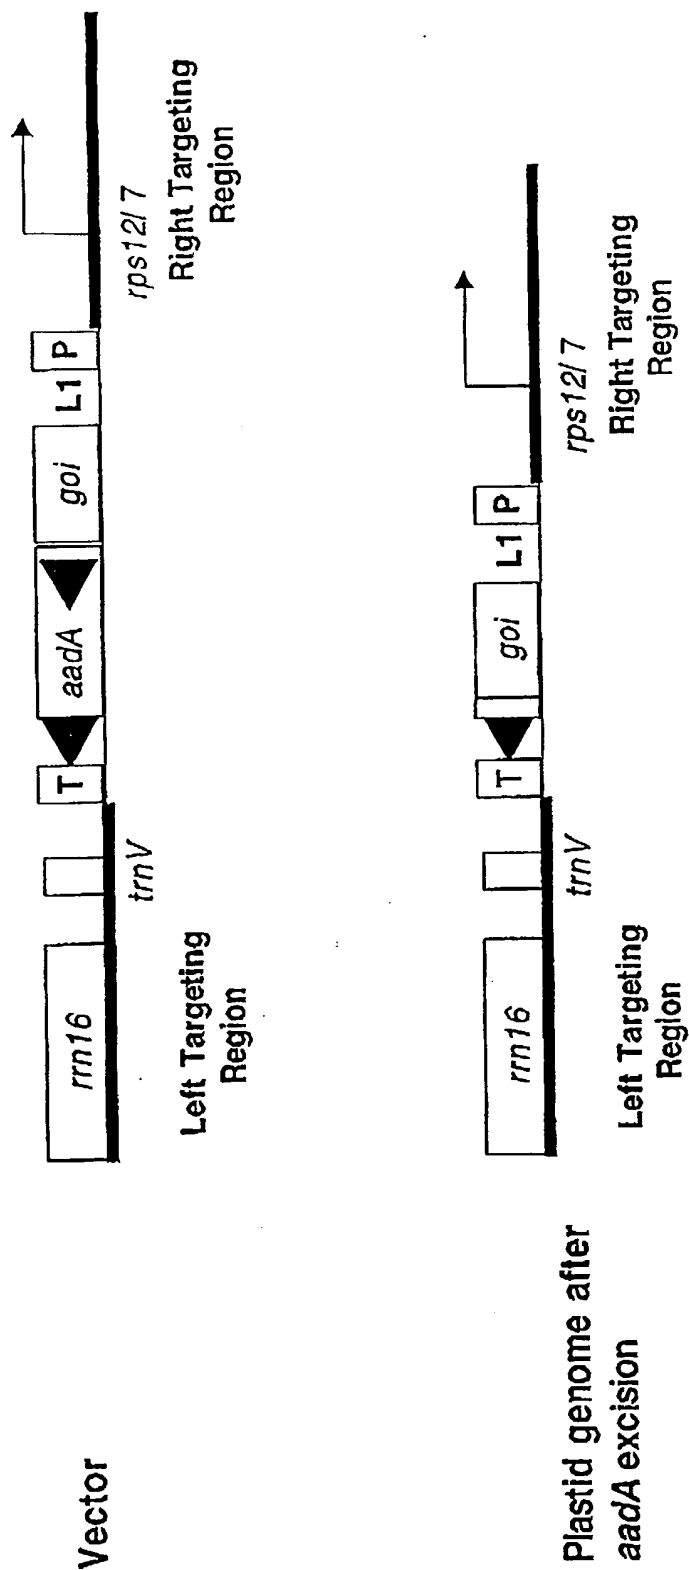 Vector
rrn16
T
aadA
goi
L1
P
trnV
rps12/7
Left Targeting
Region
Right Targeting
Region
Plastid genome after
aadA excision
rrn16
T
goi
L1
P
trnV
rps12/7
Left Targeting
Region
Right Targeting
Region